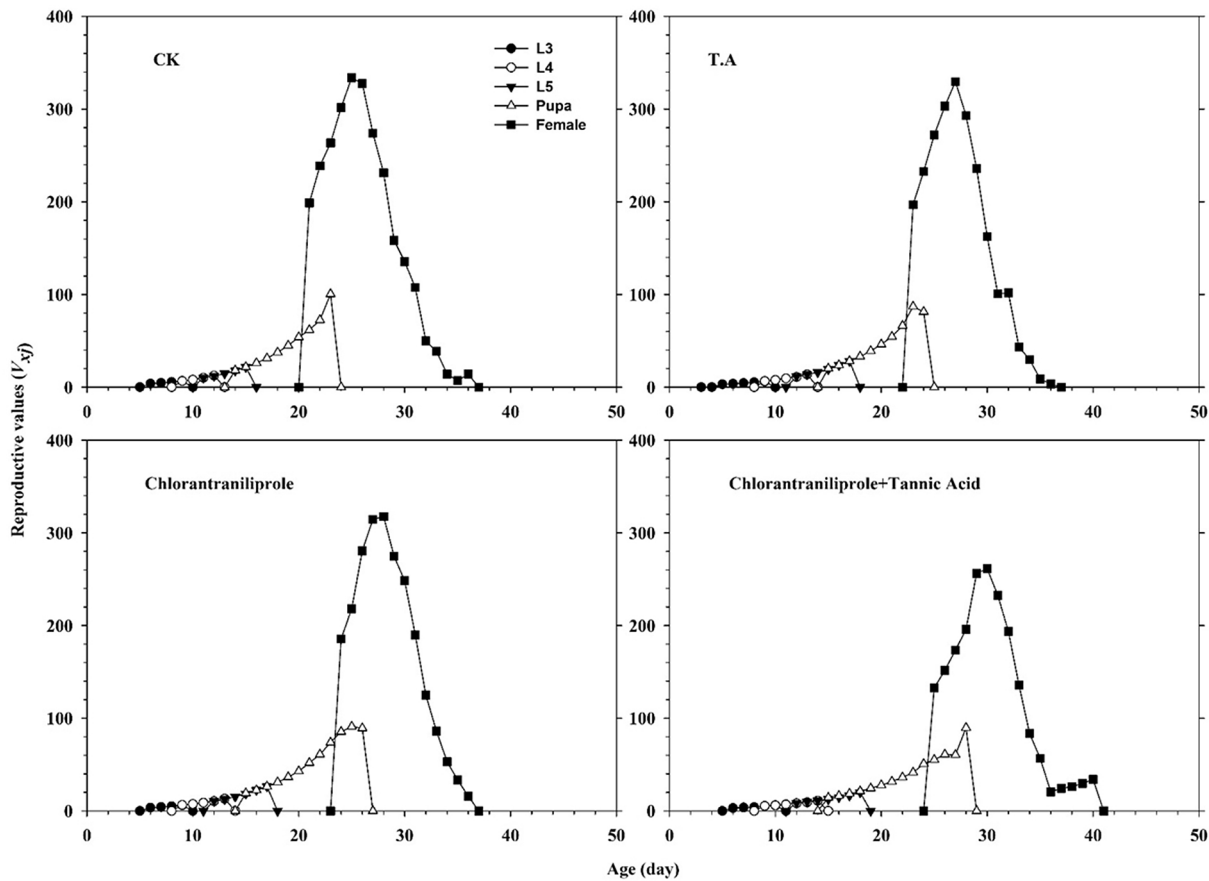 400
300
200
100
0
CK
L3
L4
L5
Pupa
Female
0 10 20 30 40 50
400
300
200
100
0
T.A
0 10 20 30 40 50
Reproductive values (Vxj)
400
300
200
100
0
Chlorantraniliprole
0 10 20 30 40 50
400
300
200
100
0
Chlorantraniliprole+Tannic Acid
0 10 20 30 40 50
Age (day)